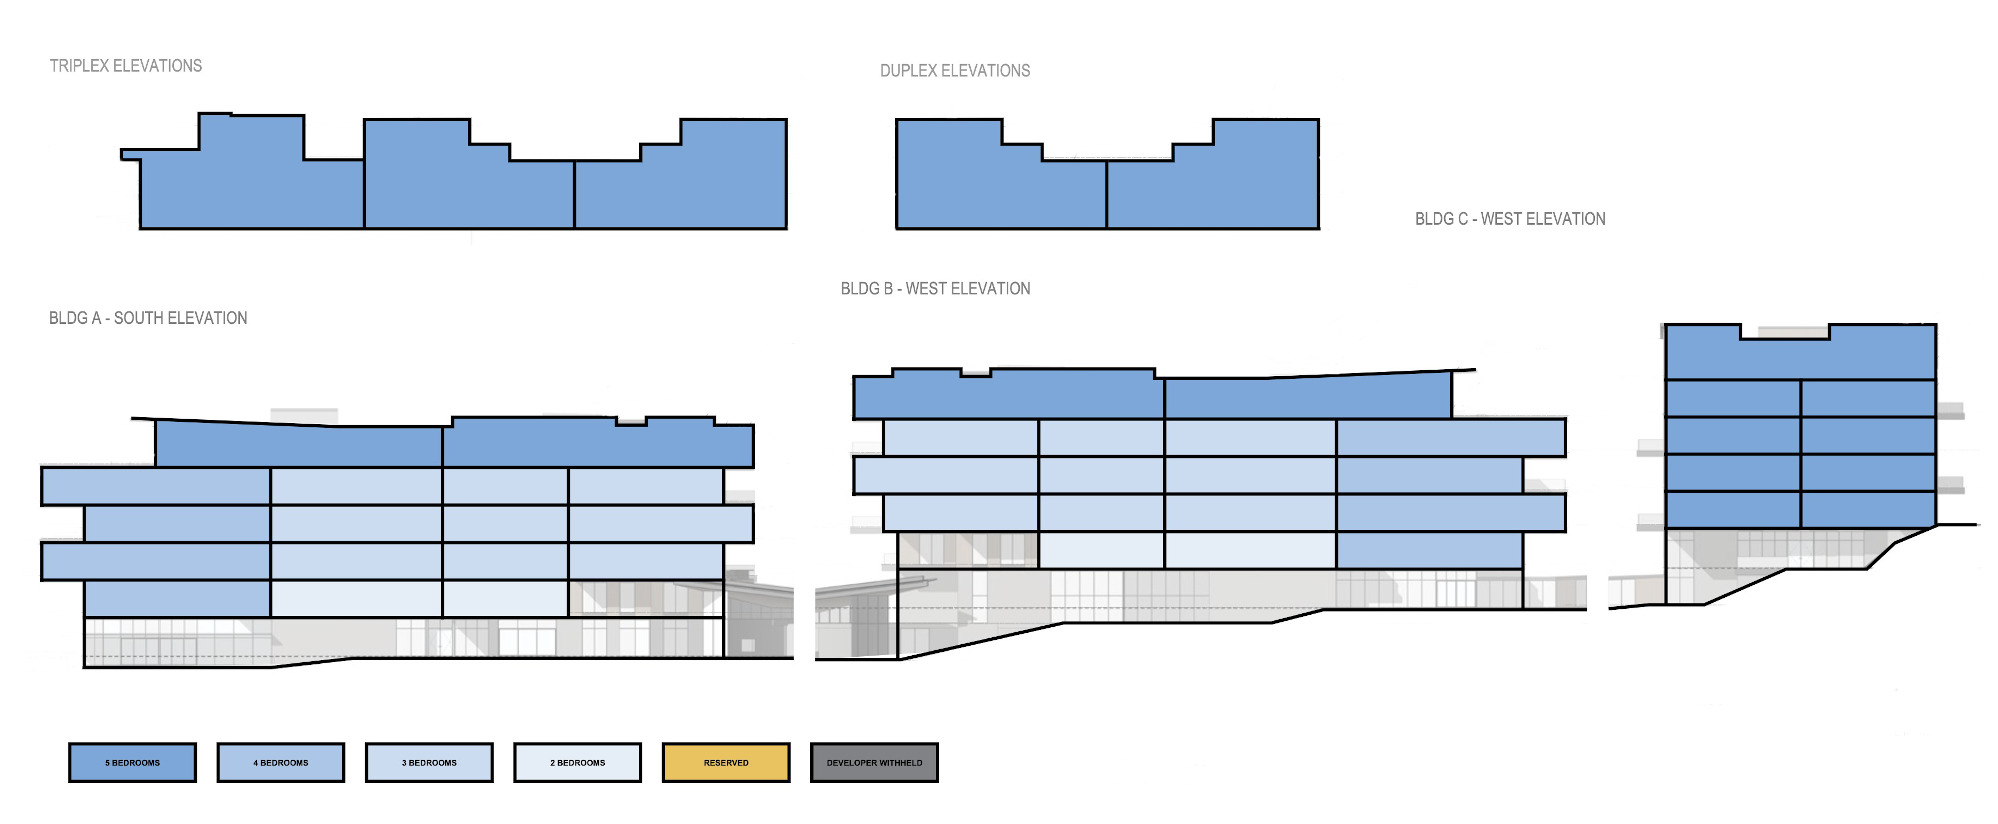 TRIPLEX ELEVATIONS
DUPLEX ELEVATIONS
BLDG C - WEST ELEVATION
BLDG B - WEST ELEVATION
BLDG A - SOUTH ELEVATION
5 BEDROOMS
4 BEDROOMS
3 BEDROOMS
2 BEDROOMS
RESERVED
DEVELOPER WITHHELD